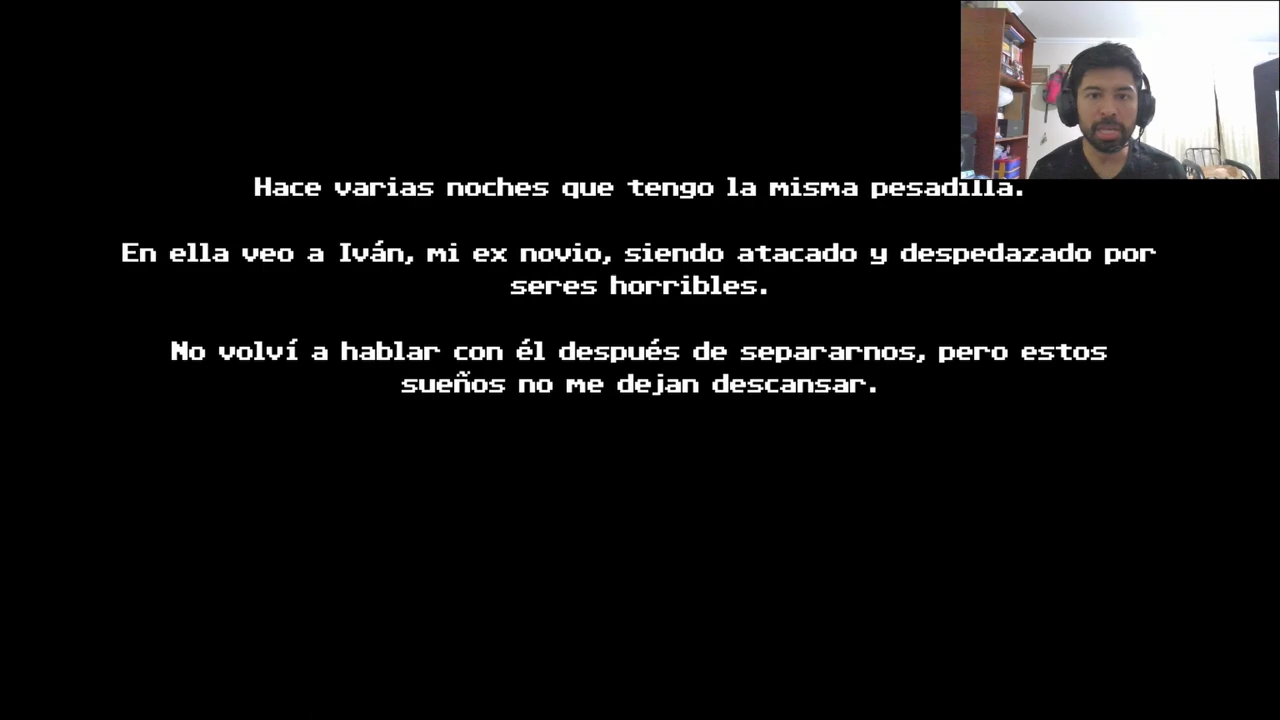 Hace varias noches que tengo la misma pesadilla.
En ella veo a Iván, mi ex novio, siendo atacado y despedazado por
seres horribles.
No volví a hablar con él después de separarnos, pero estos
sueños no me dejan descansar.